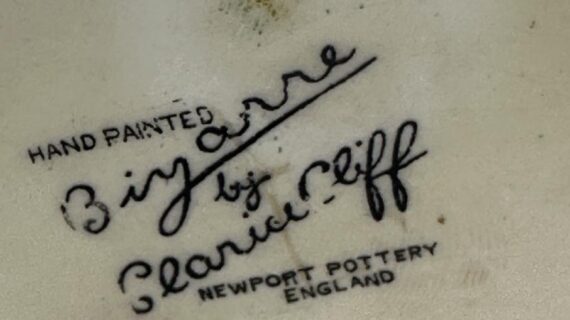 HAND PAINTED
Bizarre
by
Clarice Cliff
NEWPORT POTTERY
ENGLAND